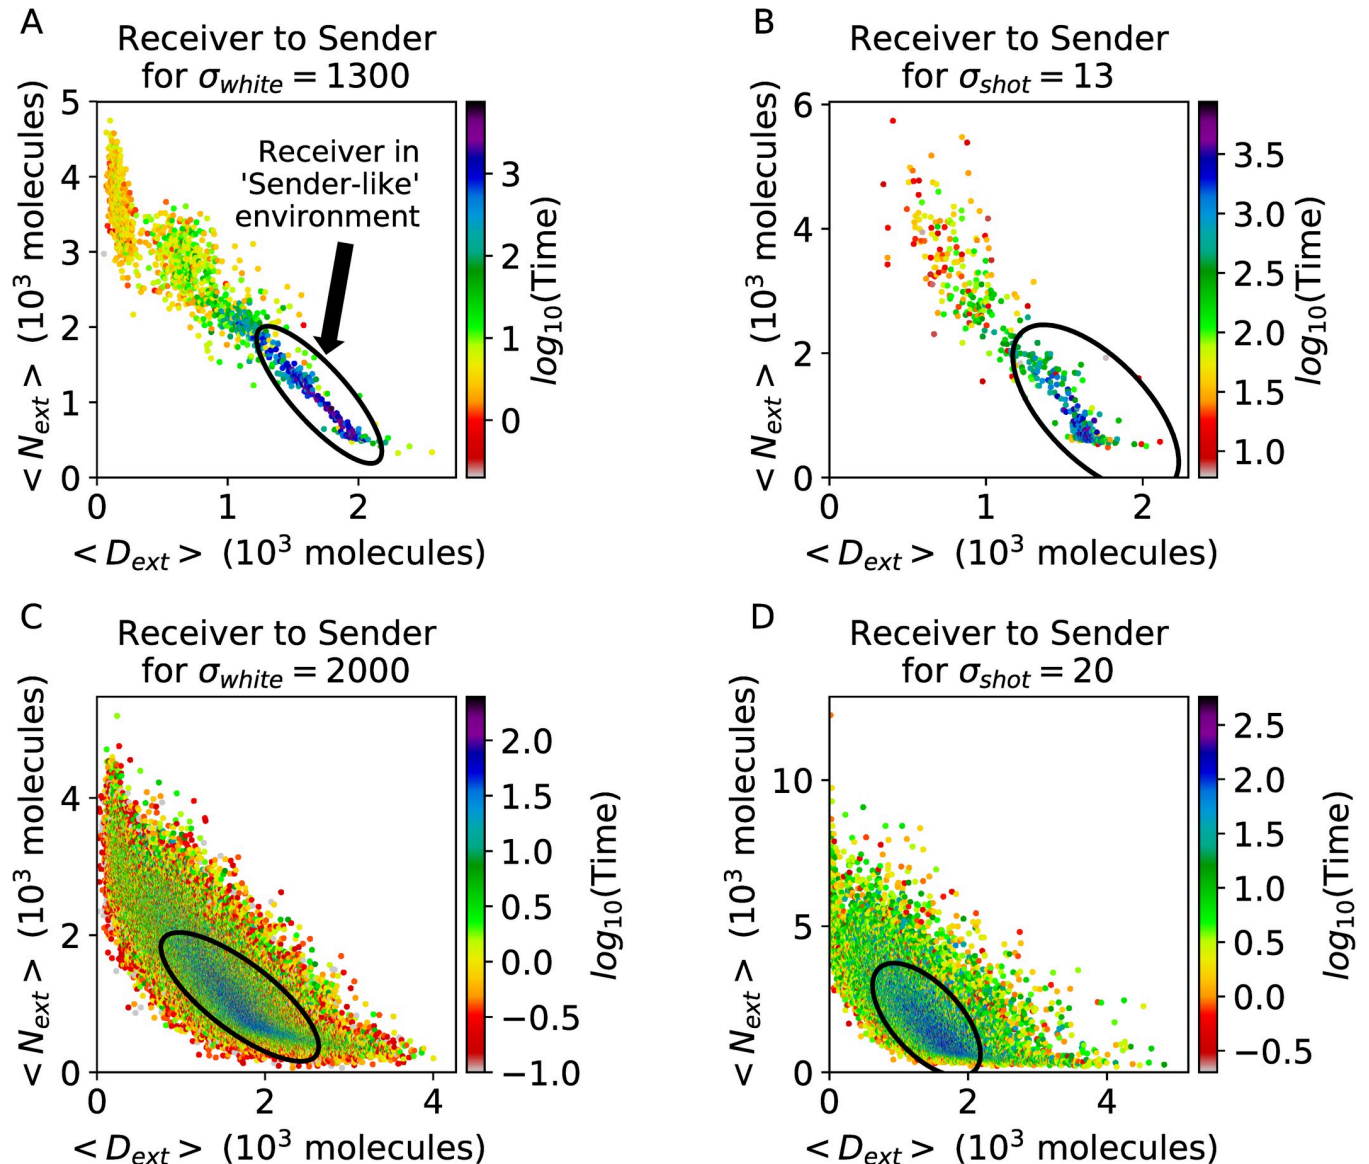 A
Receiver to Sender
for σwhite = 1300
< Next > (10³ molecules)
5
4
3
2
1
0
0 1 2
< Dext > (10³ molecules)
Receiver in
'Sender-like'
environment
3
2
1
0
log10(Time)
B
Receiver to Sender
for σshot = 13
< Next > (10³ molecules)
6
4
2
0
0 1 2
< Dext > (10³ molecules)
3.5
3.0
2.5
2.0
1.5
1.0
log10(Time)
C
Receiver to Sender
for σwhite = 2000
< Next > (10³ molecules)
4
2
0
0 2 4
< Dext > (10³ molecules)
2.0
1.5
1.0
0.5
0.0
−0.5
−1.0
log10(Time)
D
Receiver to Sender
for σshot = 20
< Next > (10³ molecules)
10
5
0
0 2 4
< Dext > (10³ molecules)
2.5
2.0
1.5
1.0
0.5
0.0
−0.5
log10(Time)